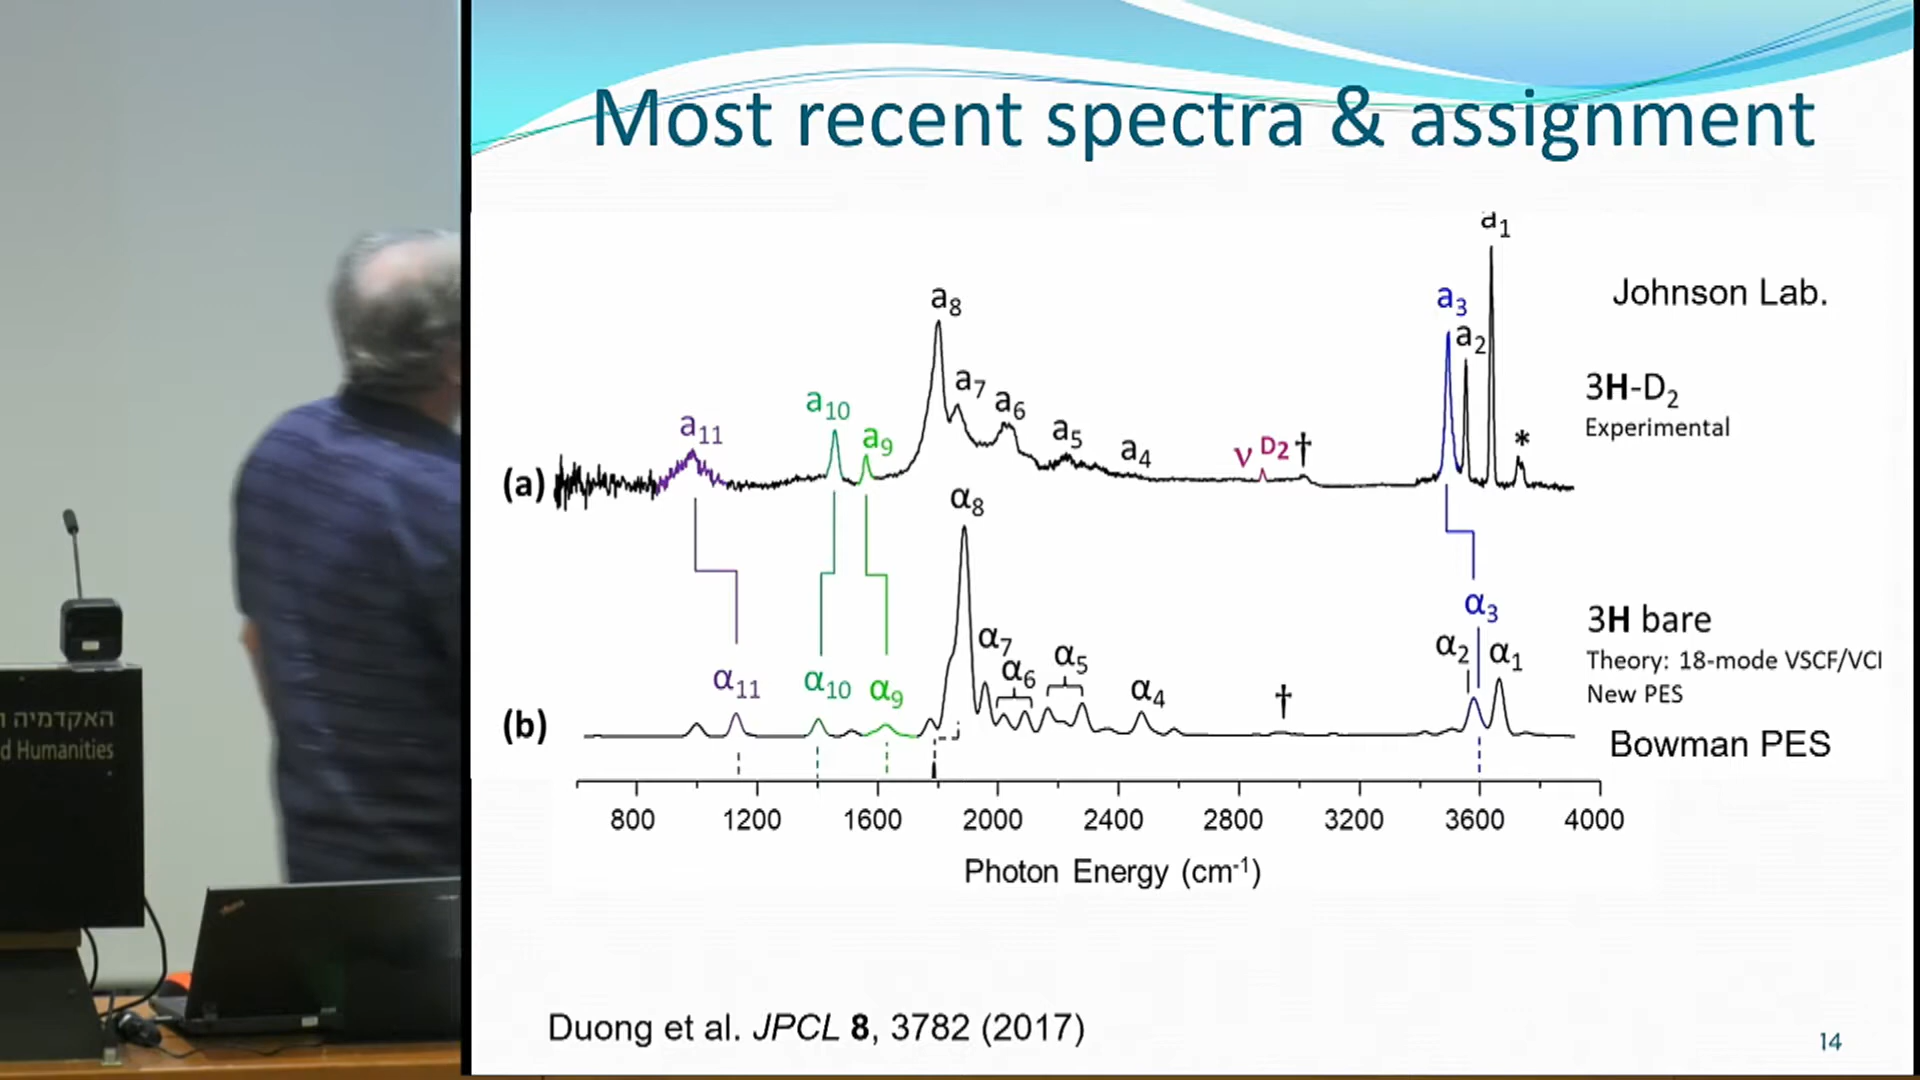 Most recent spectra & assignment
a₁
a₈
a₃
Johnson Lab.
a₂
a₇
a₁₀
a₆
3H-D₂
a₁₁
a₉
a₅
a₄
ν D2 †
*
Experimental
(a)
α₈
α₃
3H bare
α₇
α₆
α₅
α₂
α₁
Theory: 18-mode VSCF/VCI
α₁₁
α₁₀
α₉
α₄
†
New PES
(b)
Bowman PES
800 1200 1600 2000 2400 2800 3200 3600 4000
Photon Energy (cm⁻¹)
Duong et al. JPCL 8, 3782 (2017)
14
האקדמיה
d Humanities